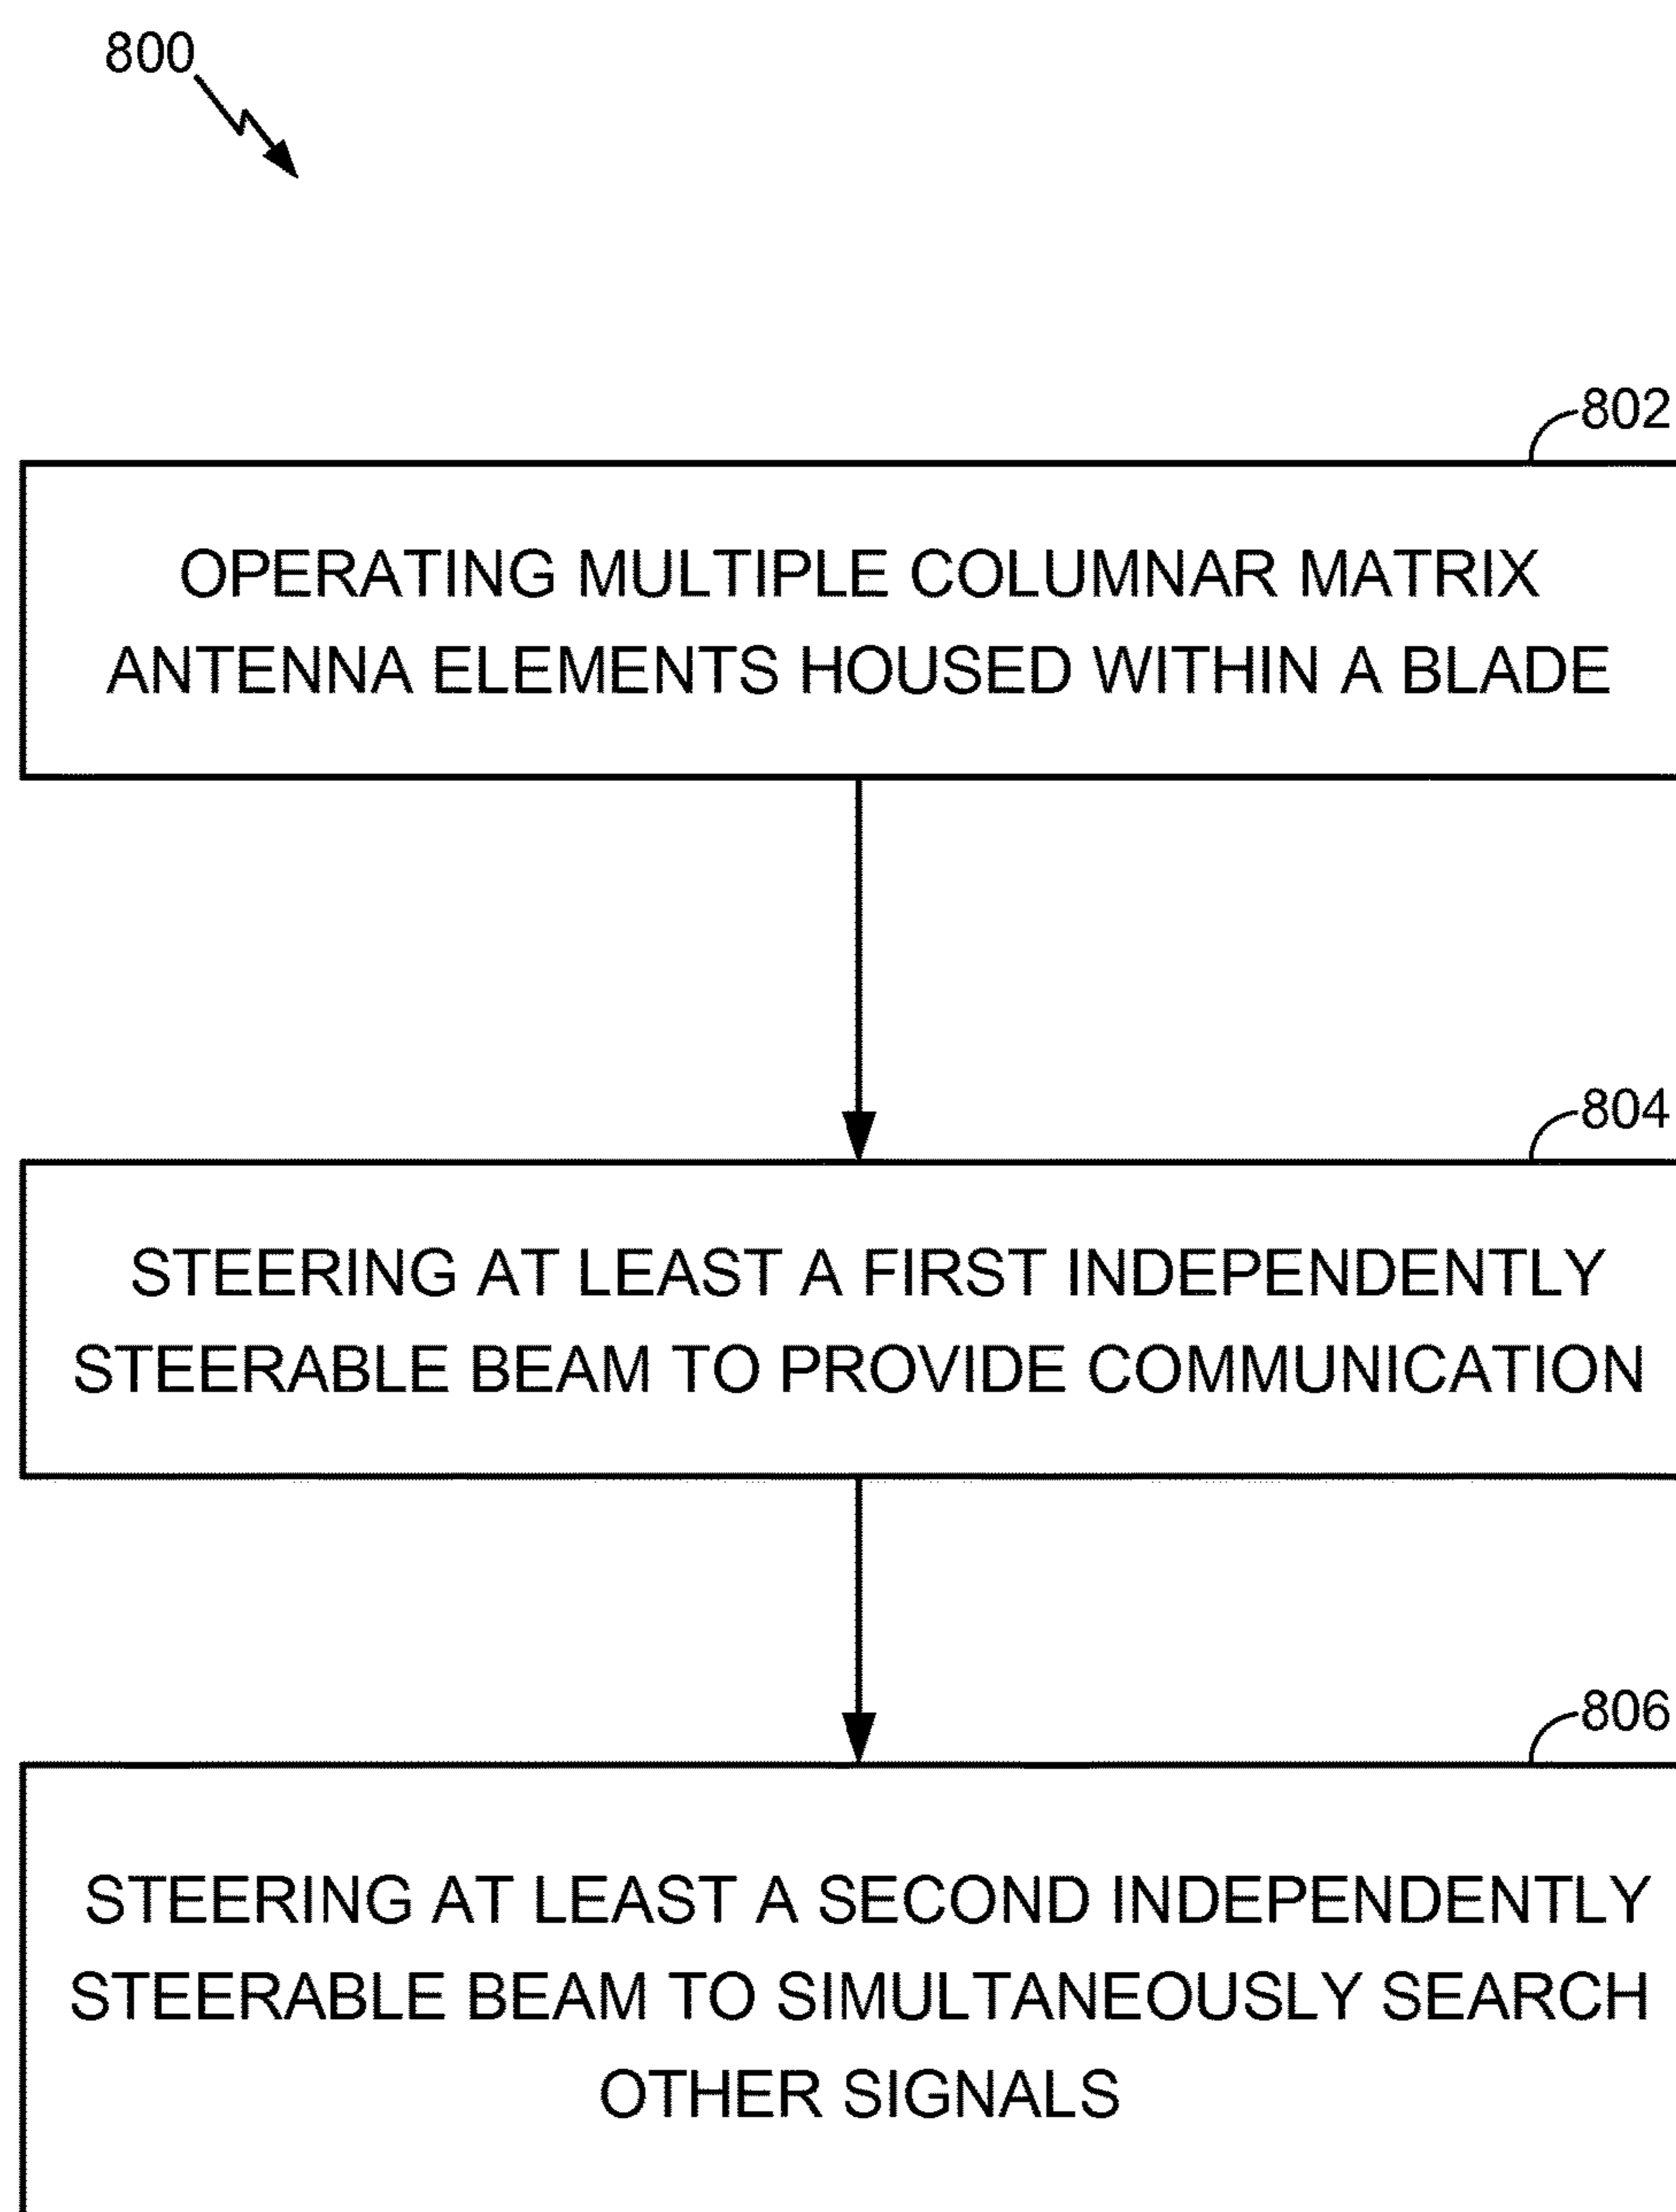 800
802
OPERATING MULTIPLE COLUMNAR MATRIX
ANTENNA ELEMENTS HOUSED WITHIN A BLADE
804
STEERING AT LEAST A FIRST INDEPENDENTLY
STEERABLE BEAM TO PROVIDE COMMUNICATION
806
STEERING AT LEAST A SECOND INDEPENDENTLY
STEERABLE BEAM TO SIMULTANEOUSLY SEARCH
OTHER SIGNALS